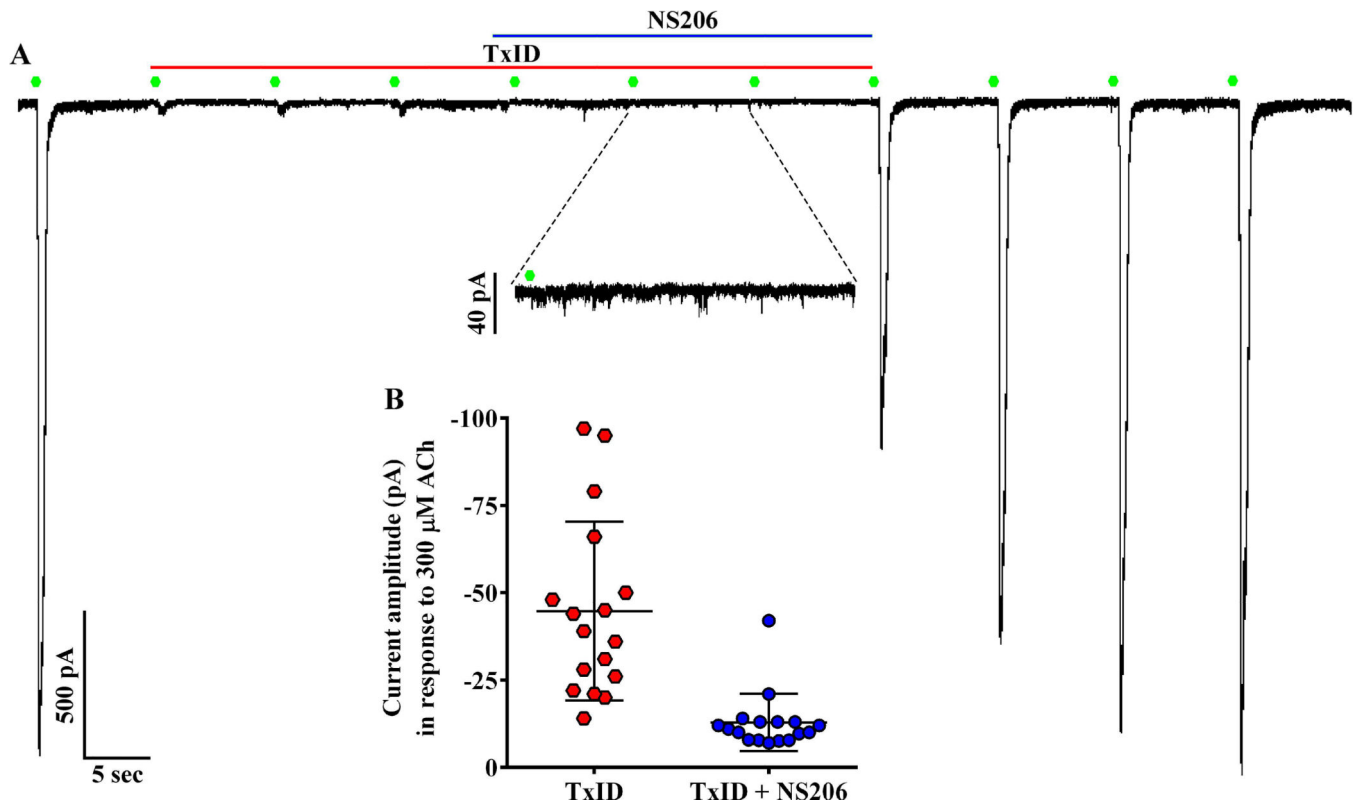 NS206
A
TxID
40 pA
500 pA
5 sec
B
Current amplitude (pA)
in response to 300 µM ACh
-100
-75
-50
-25
0
TxID
TxID + NS206